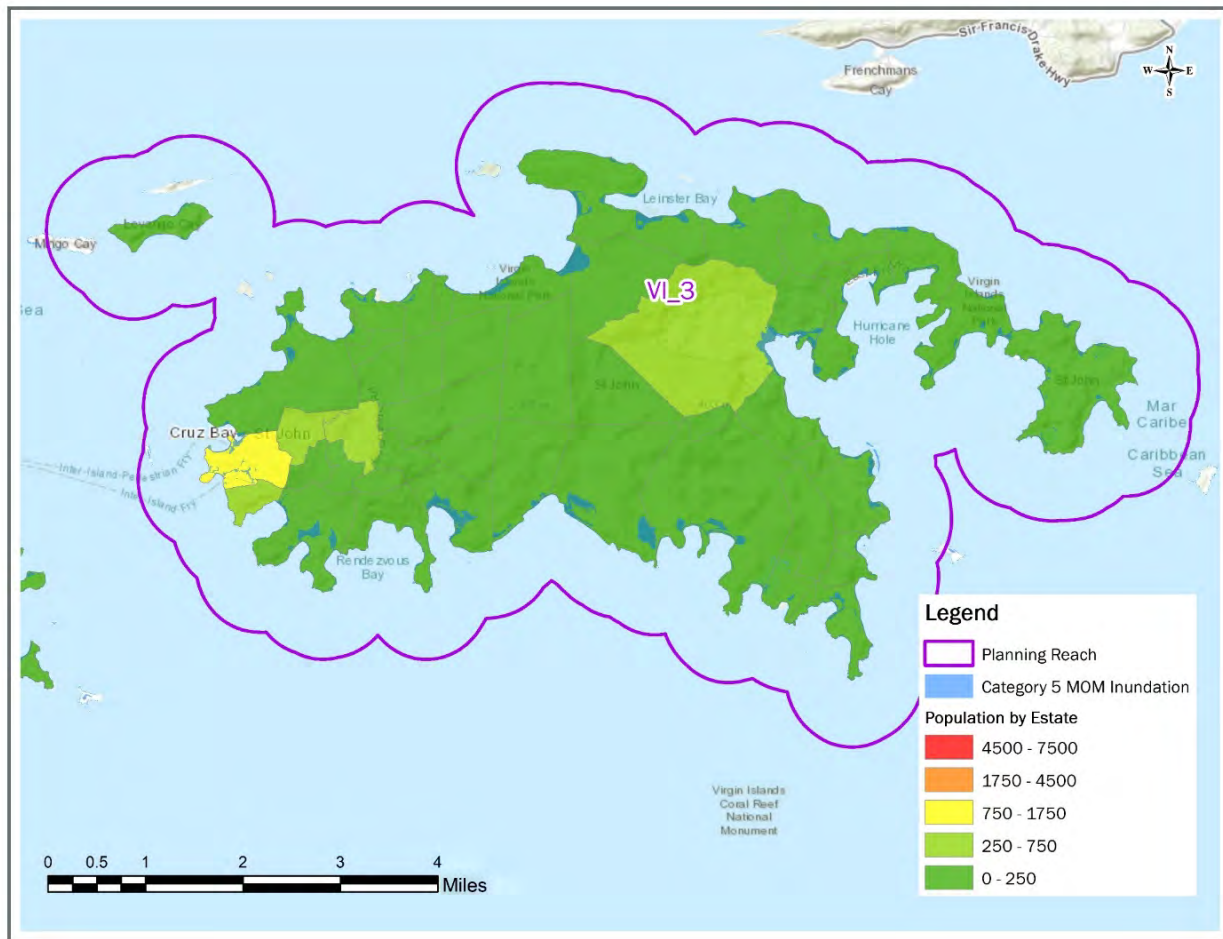 Sir-Francis-Drake-Hwy
Frenchmans
Cay
N
W E
S
Leinster Bay
Lovango Cay
Mingo Cay
Virgin
Islands
National Park
VI_3
Virgin
Islands
National
Park
Sea
Hurricane
Hole
St John
St John
Mar
Caribe
Cruz Bay
St John
Caribbean
Sea
Inter-Island-Pedestrian Fry
Inter-Island-Fry
Rendezvous
Bay
Virgin Islands
Coral Reef
National
Monument
Legend
Planning Reach
Category 5 MOM Inundation
Population by Estate
4500 - 7500
1750 - 4500
750 - 1750
250 - 750
0 - 250
0 0.5 1 2 3 4
Miles